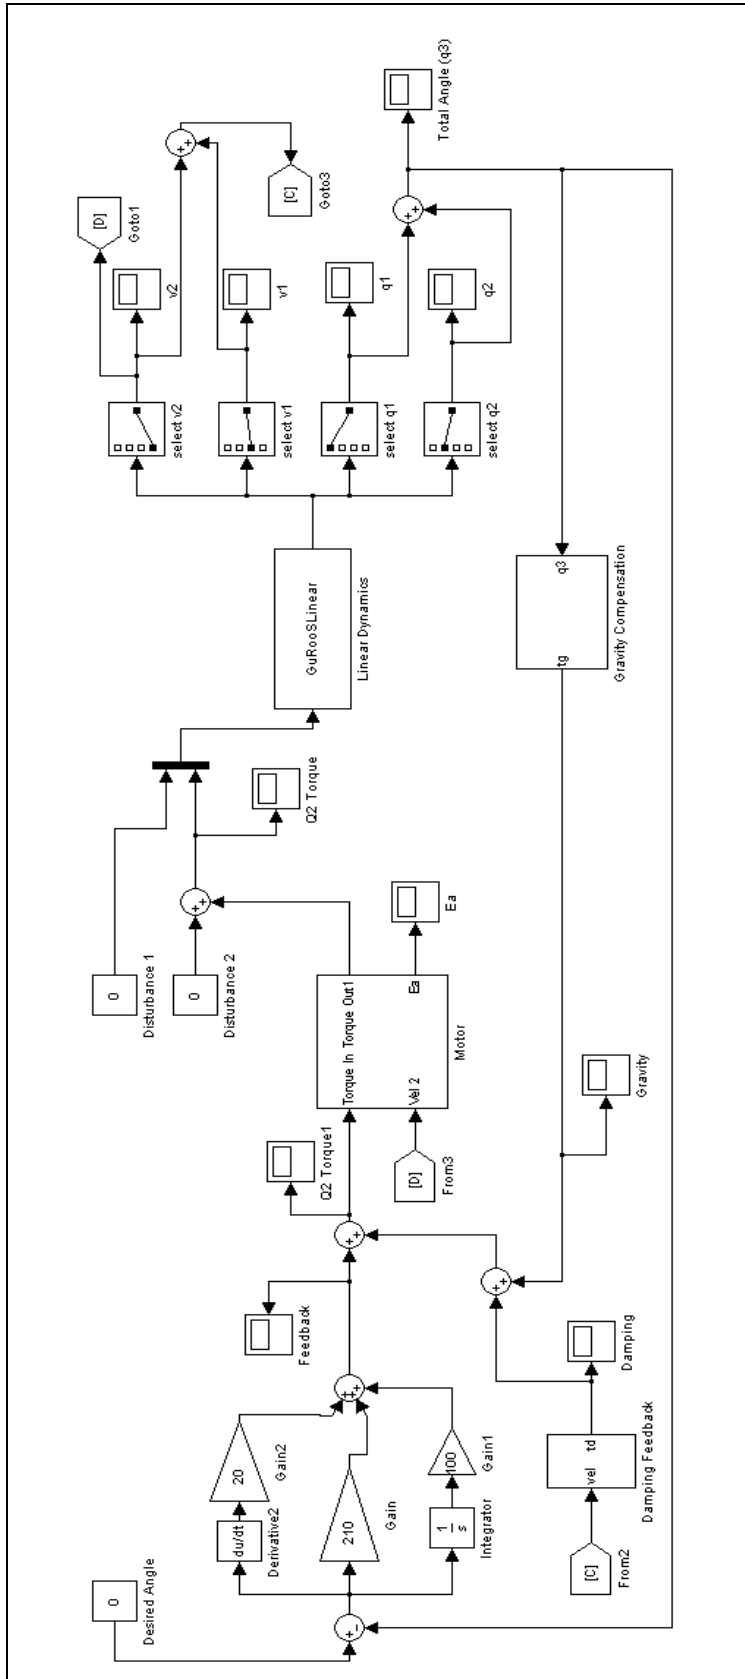 0
Desired Angle
+
-
du/dt
Derivative2
20
Gain2
210
Gain
1
s
Integrator
100
Gain1
+
+
+
Feedback
[C]
From2
vel
td
Damping Feedback
Damping
+
+
+
+
Q2 Torque1
[D]
From3
Torque In Torque Out1
Vel 2
Ea
Motor
Ea
Gravity
0
Disturbance 1
0
Disturbance 2
+
+
Q2 Torque
GuRooSLinear
Linear Dynamics
tg
q3
Gravity Compensation
select v2
select v1
select q1
select q2
[D]
Goto1
v2
v1
q1
q2
+
+
[C]
Goto3
+
+
Total Angle (q3)